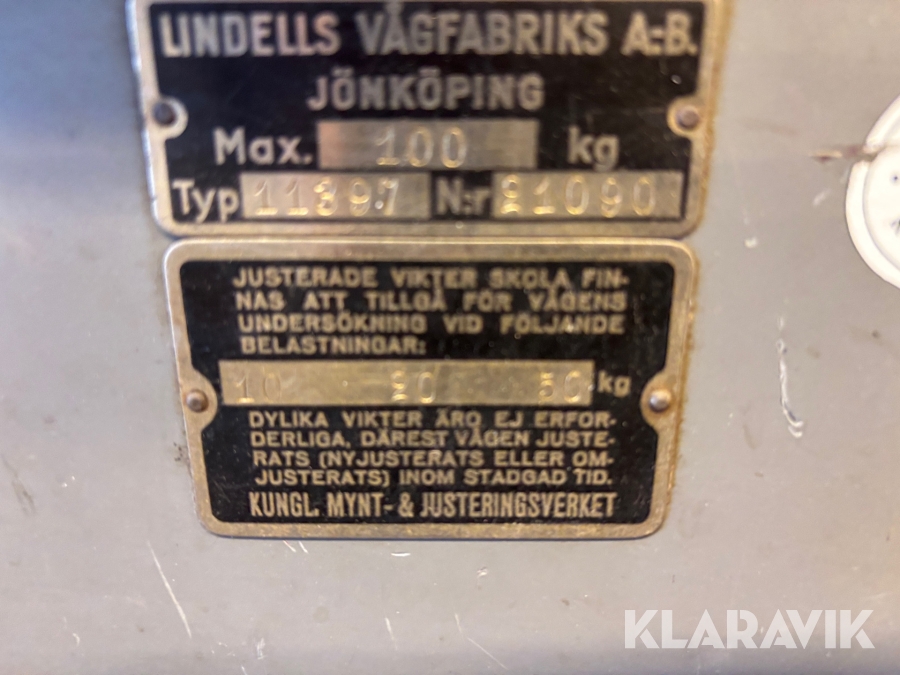 LINDELLS VÅGFABRIKS A.-B.
JÖNKÖPING
Max. 100 kg
Typ 11397 N:r 21090
JUSTERADE VIKTER SKOLA FIN-
NAS ATT TILLGÅ FÖR VÅGENS
UNDERSÖKNING VID FÖLJANDE
BELASTNINGAR:
10 20 50 kg
DYLIKA VIKTER ÄRO EJ ERFOR-
DERLIGA, DÄREST VÅGEN JUSTE-
RATS (NYJUSTERATS ELLER OM-
JUSTERATS) INOM STADGAD TID.
KUNGL. MYNT- & JUSTERINGSVERKET
KLARAVIK